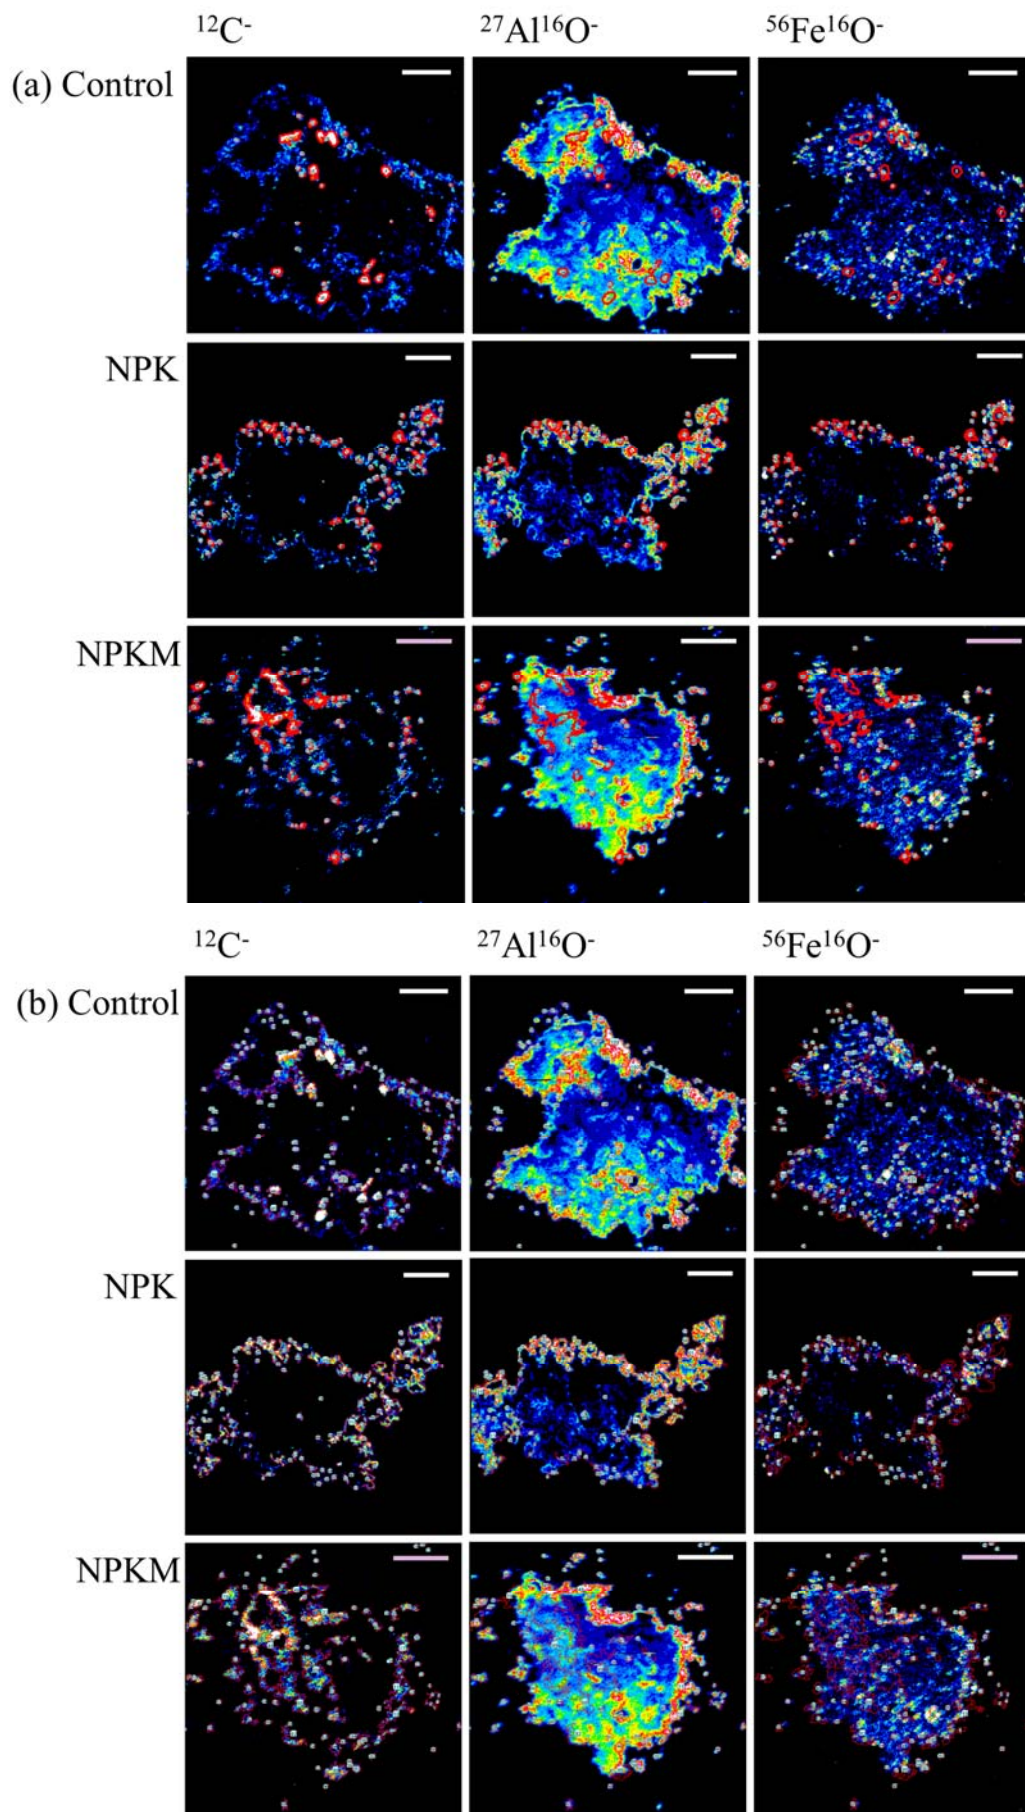 ¹²C⁻ ²⁷Al¹⁶O⁻ ⁵⁶Fe¹⁶O⁻
(a) Control
NPK
NPKM
¹²C⁻ ²⁷Al¹⁶O⁻ ⁵⁶Fe¹⁶O⁻
(b) Control
NPK
NPKM